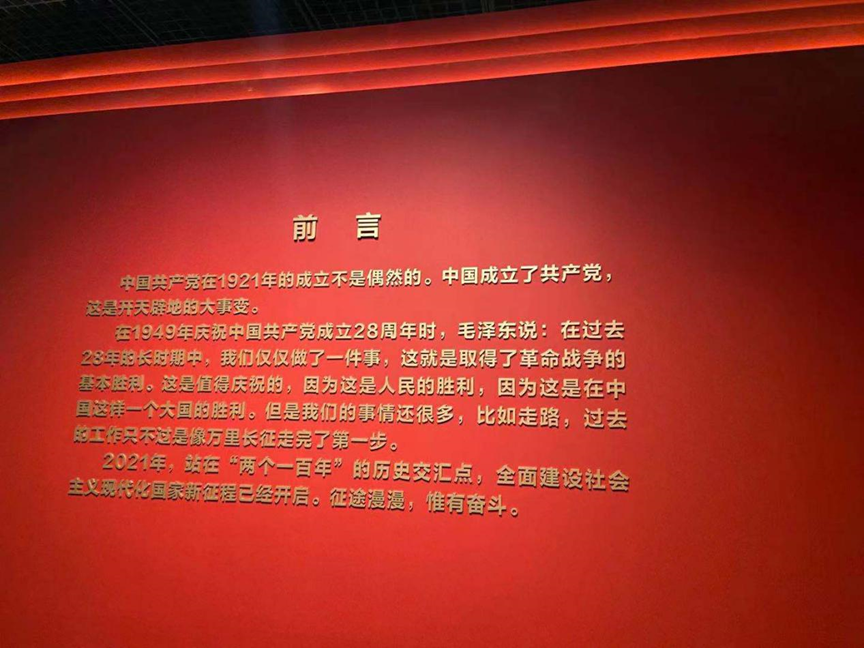 前 言
中国共产党在1921年的成立不是偶然的。中国成立了共产党，
这是开天辟地的大事变。
在1949年庆祝中国共产党成立28周年时，毛泽东说：在过去
28年的长时期中，我们仅仅做了一件事，这就是取得了革命战争的
基本胜利。这是值得庆祝的，因为这是人民的胜利，因为这是在中
国这样一个大国的胜利。但是我们的事情还很多，比如走路，过去
的工作只不过是像万里长征走完了第一步。
2021年，站在“两个一百年”的历史交汇点，全面建设社会
主义现代化国家新征程已经开启。征途漫漫，惟有奋斗。